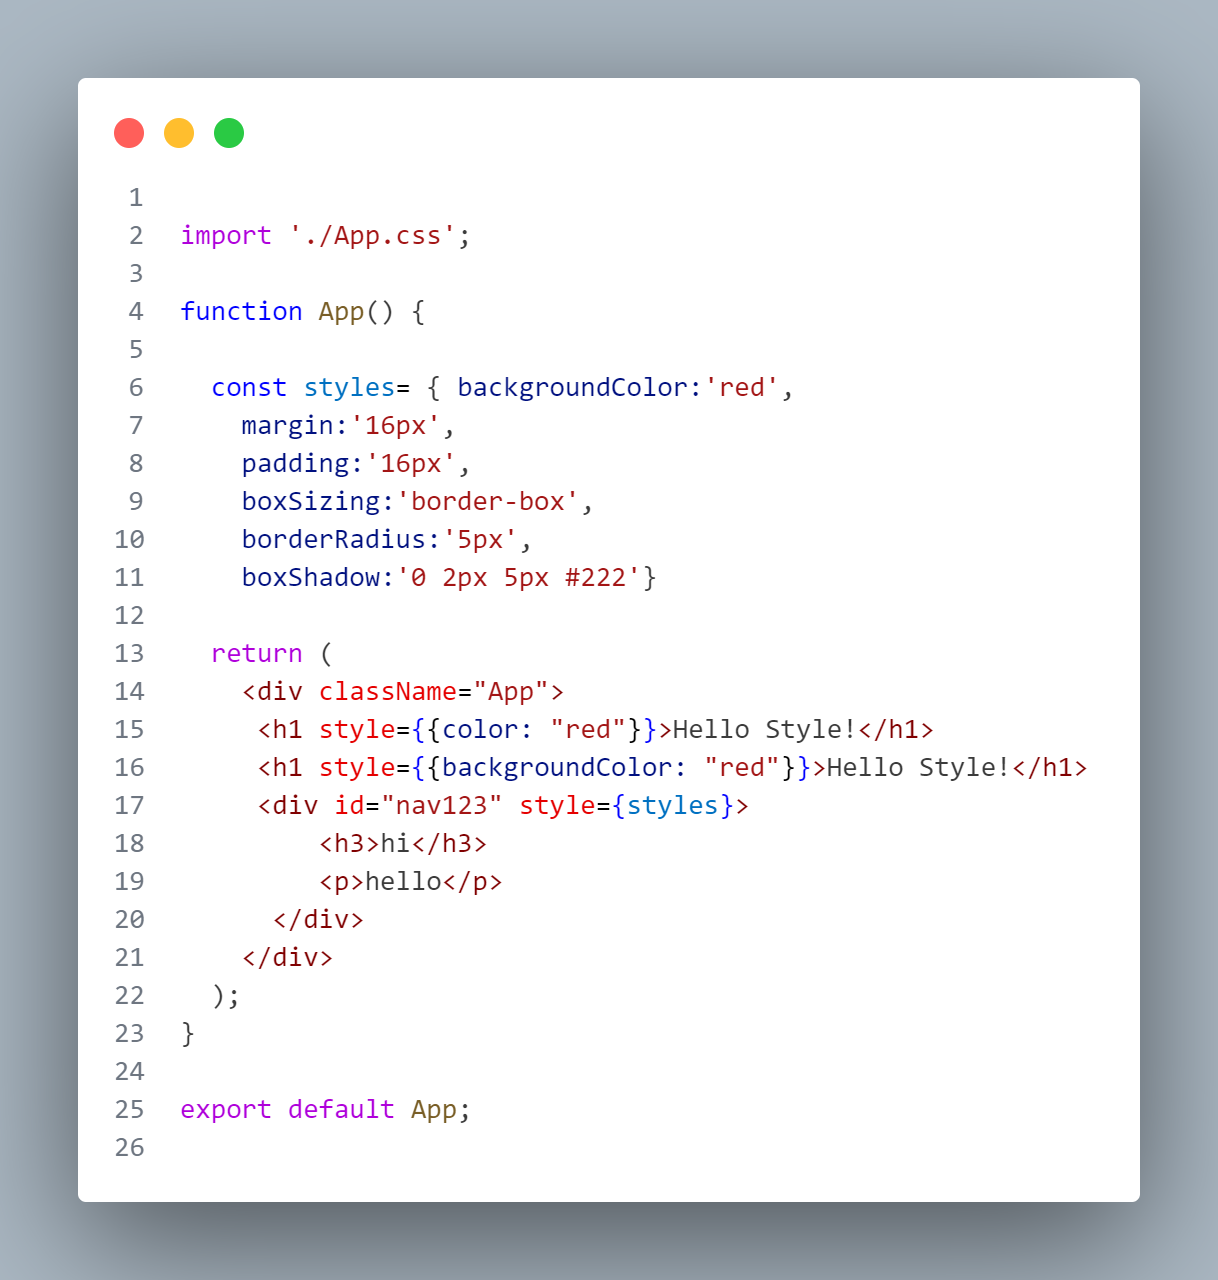 1
2 import './App.css';
3
4 function App() {
5
6   const styles= { backgroundColor:'red',
7     margin:'16px',
8     padding:'16px',
9     boxSizing:'border-box',
10     borderRadius:'5px',
11     boxShadow:'0 2px 5px #222'}
12
13   return (
14     <div className="App">
15      <h1 style={{color: "red"}}>Hello Style!</h1>
16      <h1 style={{backgroundColor: "red"}}>Hello Style!</h1>
17      <div id="nav123" style={styles}>
18          <h3>hi</h3>
19          <p>hello</p>
20       </div>
21     </div>
22   );
23 }
24
25 export default App;
26